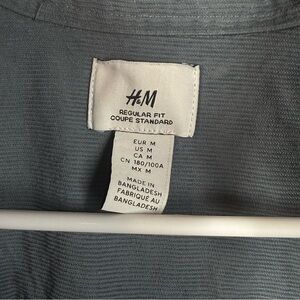 H&M
REGULAR FIT
COUPE STANDARD
EUR M
US M
CA M
CN 180/100A
MX M
MADE IN
BANGLADESH
FABRIQUÉ AU
BANGLADESH